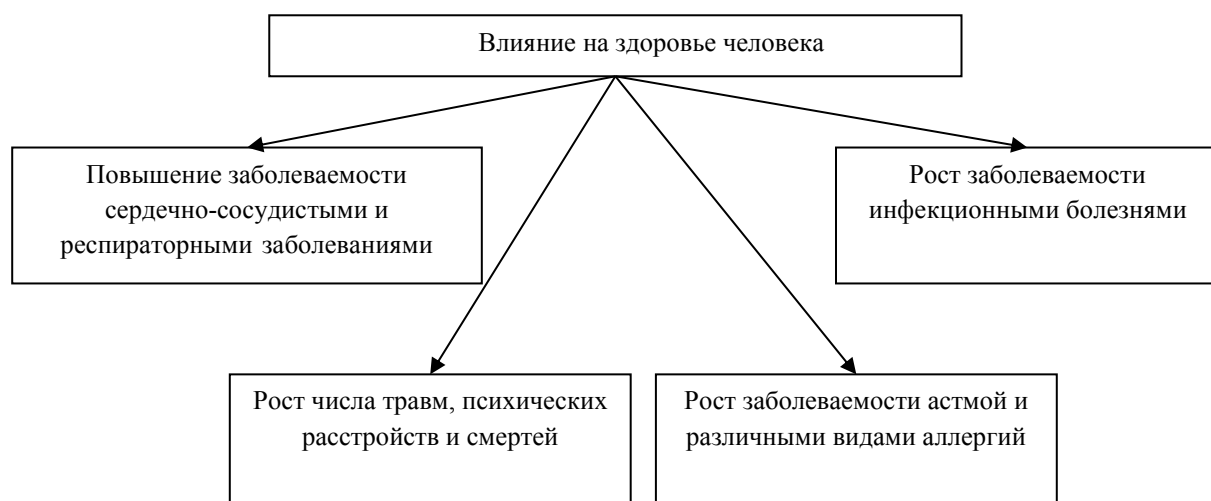 Влияние на здоровье человека
Повышение заболеваемости
сердечно-сосудистыми и
респираторными заболеваниями
Рост заболеваемости
инфекционными болезнями
Рост числа травм, психических
расстройств и смертей
Рост заболеваемости астмой и
различными видами аллергий